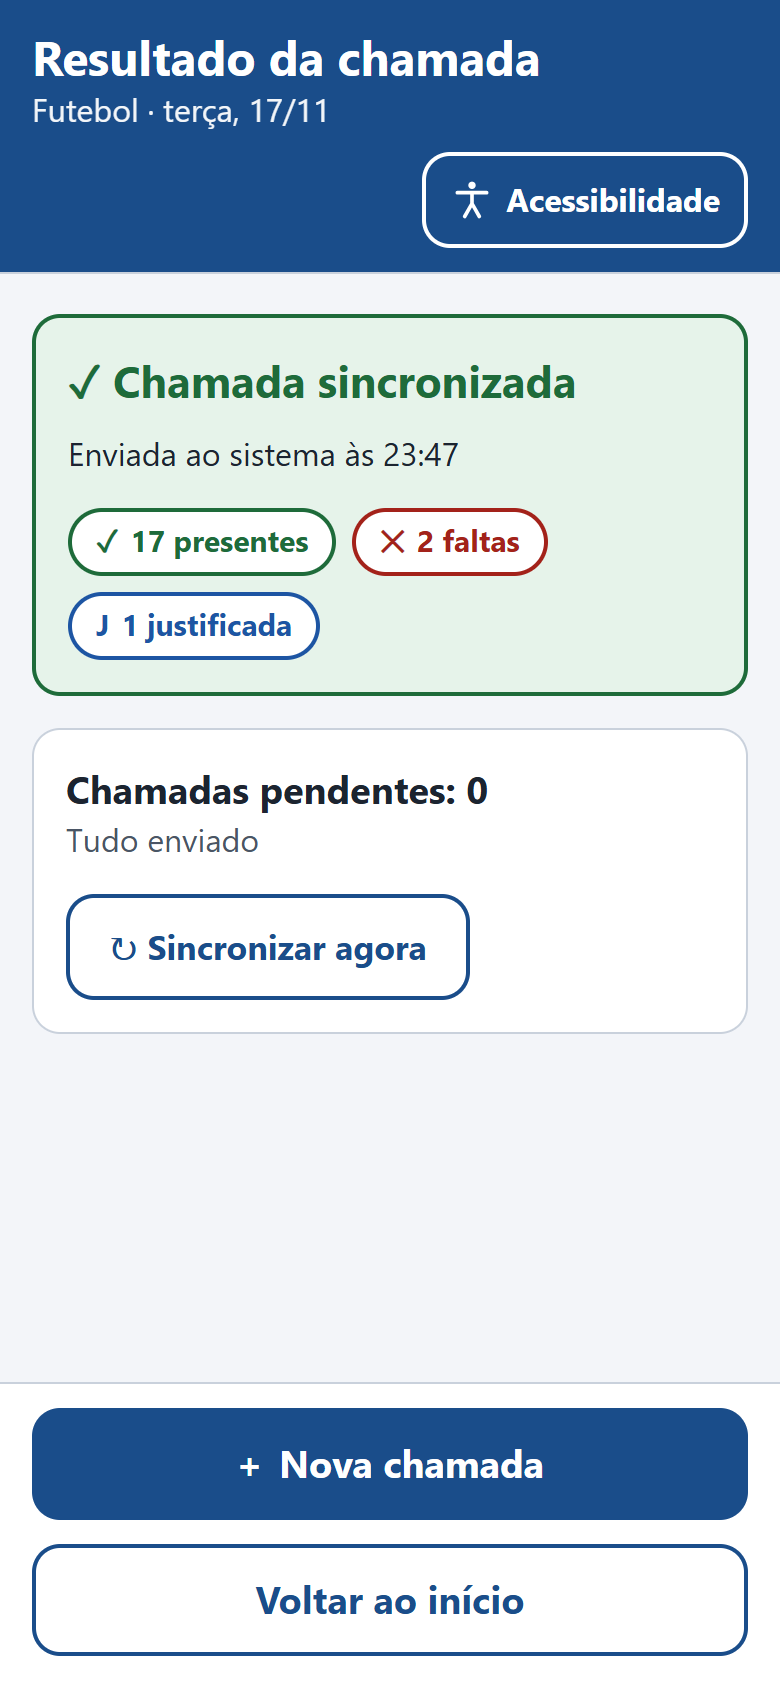 Resultado da chamada
Futebol · terça, 17/11
Acessibilidade
✓ Chamada sincronizada
Enviada ao sistema às 23:47
✓ 17 presentes
✕ 2 faltas
J 1 justificada
Chamadas pendentes: 0
Tudo enviado
↻ Sincronizar agora
+ Nova chamada
Voltar ao início